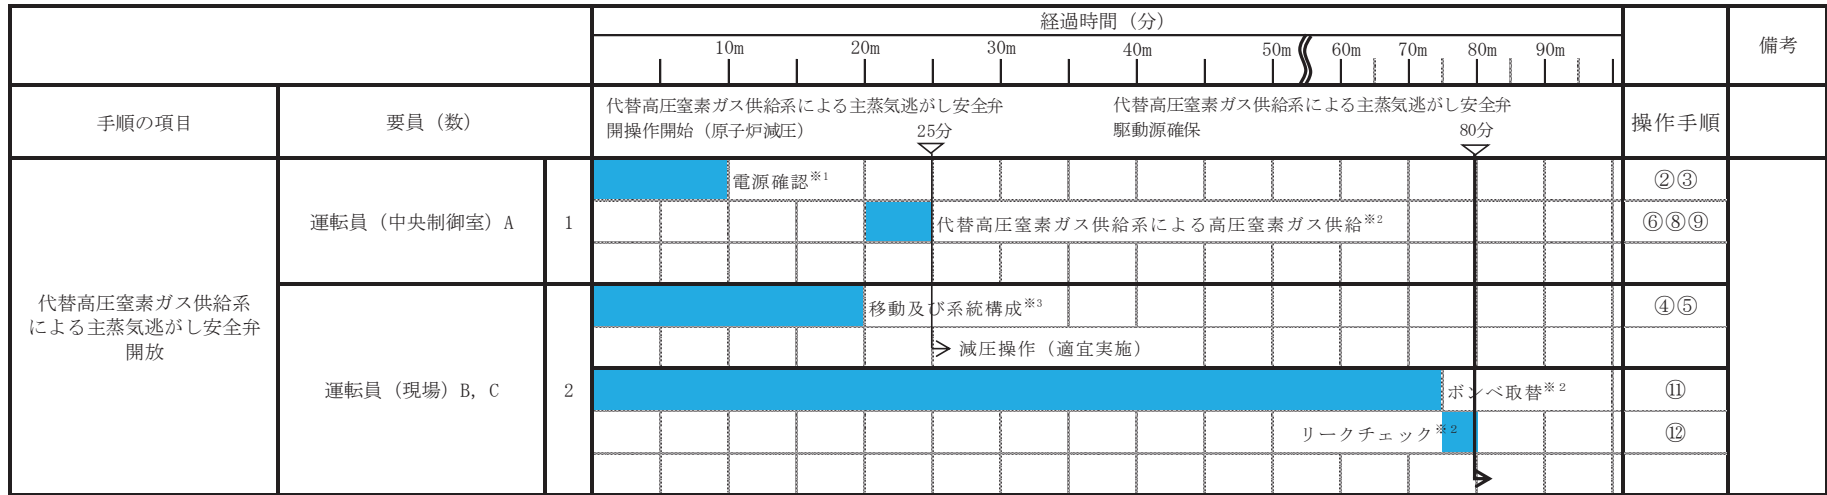 経過時間（分）
備考
10m 20m 30m 40m 50m 60m 70m 80m 90m
手順の項目
要員（数）
代替高圧窒素ガス供給系による主蒸気逃がし安全弁
開操作開始（原子炉減圧）
25分
代替高圧窒素ガス供給系による主蒸気逃がし安全弁
駆動源確保
80分
操作手順
代替高圧窒素ガス供給系
による主蒸気逃がし安全弁
開放
運転員（中央制御室）A
1
電源確認※1
②③
代替高圧窒素ガス供給系による高圧窒素ガス供給※2
⑥⑧⑨
運転員（現場）B, C
2
移動及び系統構成※3
④⑤
減圧操作（適宜実施）
ボンベ取替※2
⑪
リークチェック※2
⑫